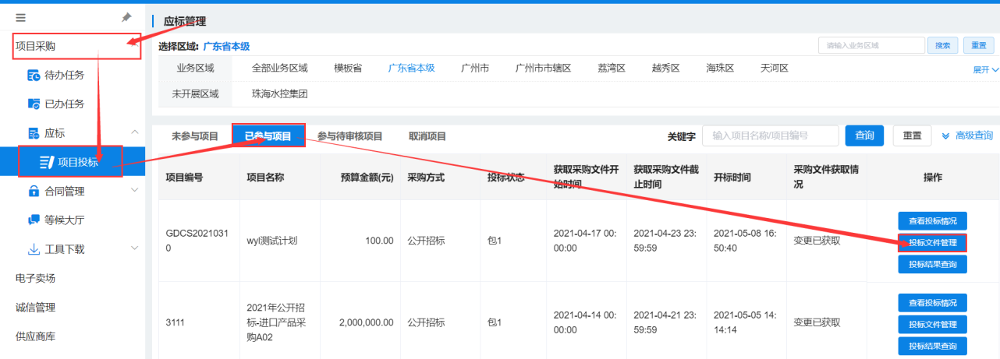 应标管理
项目采购
待办任务
已办任务
应标
项目投标
合同管理
等候大厅
工具下载
电子卖场
诚信管理
供应商库
选择区域: 广东省本级
请输入业务区域 搜索 重置
业务区域 全部业务区域 模板省 广东省本级 广州市 广州市市辖区 荔湾区 越秀区 海珠区 天河区 展开
未开展区域 珠海水控集团
未参与项目 已参与项目 参与待审核项目 取消项目 关键字 输入项目名称/项目编号 查询 重置 高级查询
项目编号 项目名称 预算金额(元) 采购方式 投标状态 获取采购文件开
始时间 获取采购文件截
止时间 开标时间 采购文件获取情
况 操作
GDCS2021031
0 wyl测试计划 100.00 公开招标 包1 2021-04-17 00:
00:00 2021-04-23 23:
59:59 2021-05-08 16:
50:40 变更已获取 查看投标情况
投标文件管理
投标结果查询
3111 2021年公开招
标-进口产品采
购A02 2,000,000.00 公开招标 包1 2021-04-14 00:
00:00 2021-04-21 23:
59:59 2021-05-05 14:
14:14 变更已获取 查看投标情况
投标文件管理
投标结果查询